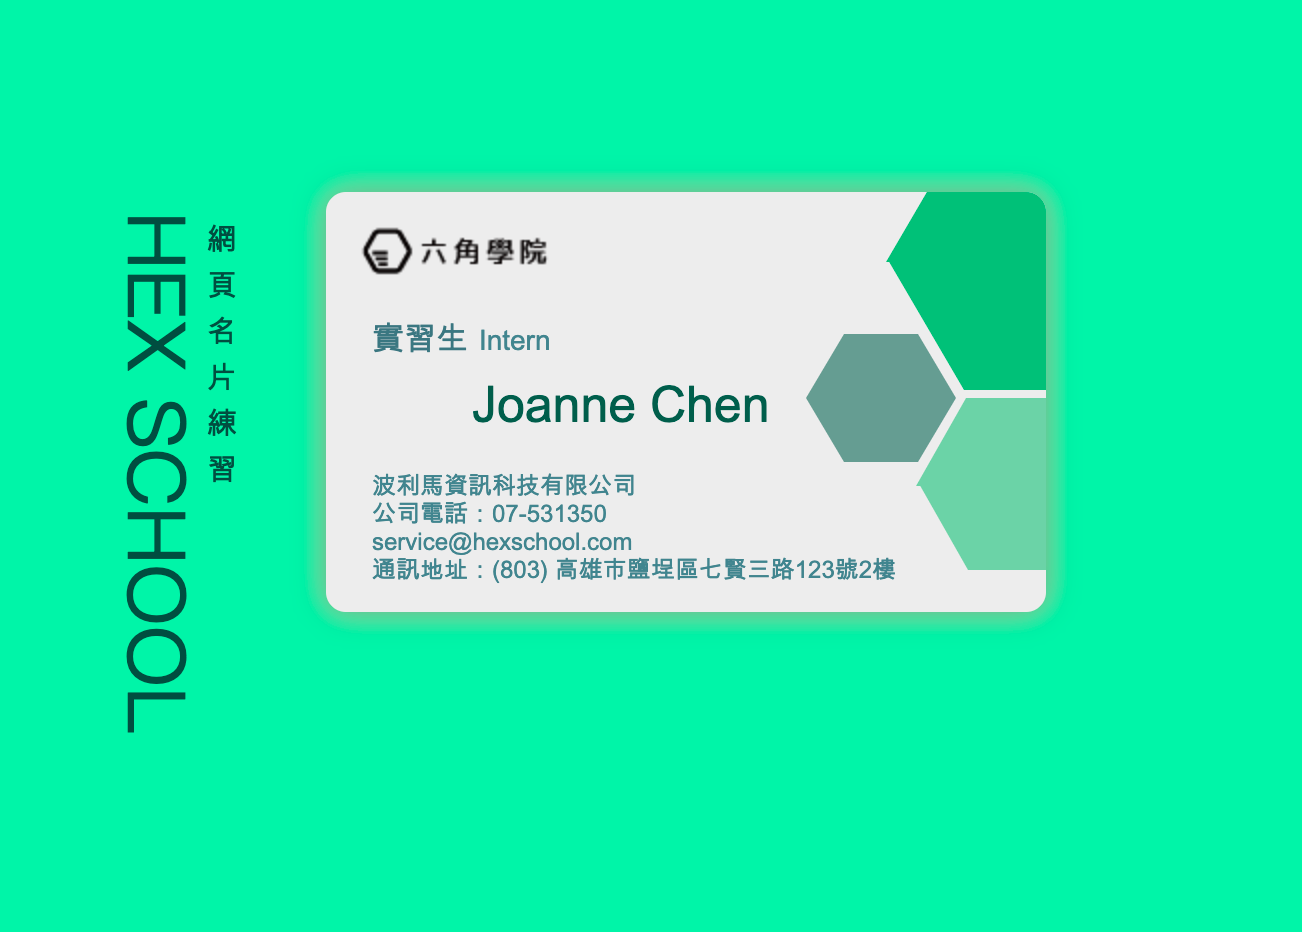 HEX SCHOOL
網頁名片練習
六角學院
實習生 Intern
Joanne Chen
波利馬資訊科技有限公司
公司電話：07-531350
service@hexschool.com
通訊地址：(803) 高雄市鹽埕區七賢三路123號2樓